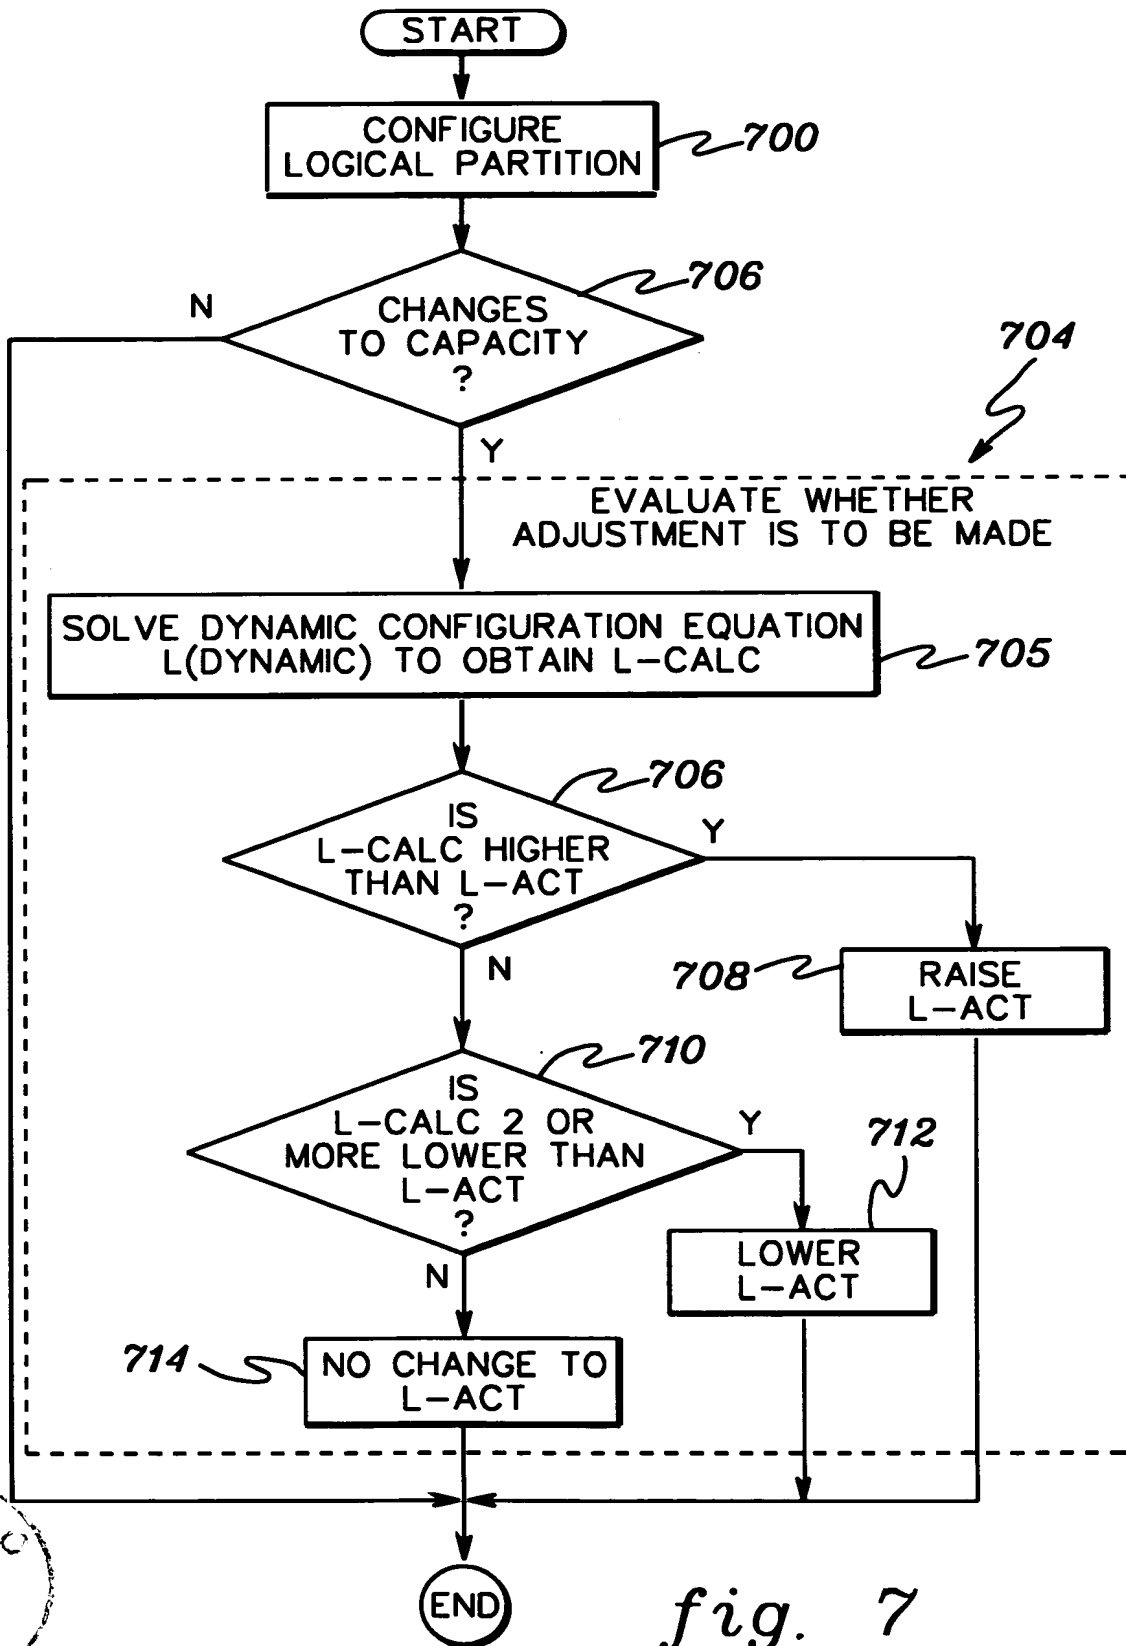 START
CONFIGURE
LOGICAL PARTITION
700
706
N
CHANGES
TO CAPACITY
?
704
Y
EVALUATE WHETHER
ADJUSTMENT IS TO BE MADE
SOLVE DYNAMIC CONFIGURATION EQUATION
L(DYNAMIC) TO OBTAIN L-CALC
705
706
IS
L-CALC HIGHER
THAN L-ACT
?
Y
N
708
RAISE
L-ACT
710
IS
L-CALC 2 OR
MORE LOWER THAN
L-ACT
?
Y
712
LOWER
L-ACT
N
714
NO CHANGE TO
L-ACT
END
fig. 7